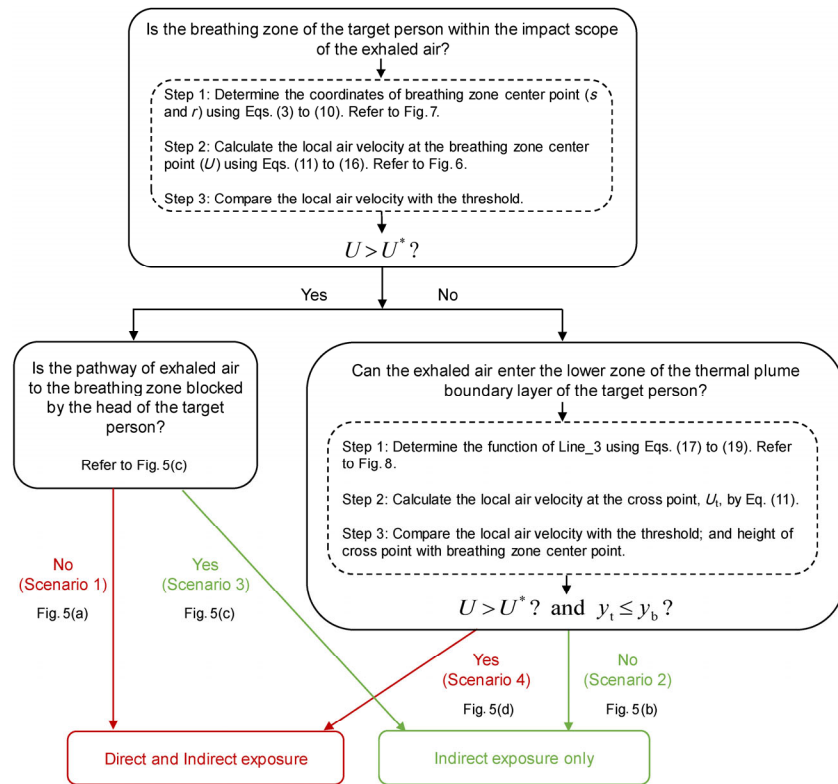 Is the breathing zone of the target person within the impact scope
of the exhaled air?
Step 1: Determine the coordinates of breathing zone center point (s
and r) using Eqs. (3) to (10). Refer to Fig. 7.
Step 2: Calculate the local air velocity at the breathing zone center
point (U) using Eqs. (11) to (16). Refer to Fig. 6.
Step 3: Compare the local air velocity with the threshold.
U > U* ?
Yes
No
Is the pathway of exhaled air
to the breathing zone blocked
by the head of the target
person?
Refer to Fig. 5(c)
Can the exhaled air enter the lower zone of the thermal plume
boundary layer of the target person?
Step 1: Determine the function of Line_3 using Eqs. (17) to (19). Refer
to Fig. 8.
Step 2: Calculate the local air velocity at the cross point, Ut, by Eq. (11).
Step 3: Compare the local air velocity with the threshold; and height of
cross point with breathing zone center point.
U > U* ? and yt ≤ yb ?
No
(Scenario 1)
Fig. 5(a)
Yes
(Scenario 3)
Fig. 5(c)
Yes
(Scenario 4)
Fig. 5(d)
No
(Scenario 2)
Fig. 5(b)
Direct and Indirect exposure
Indirect exposure only